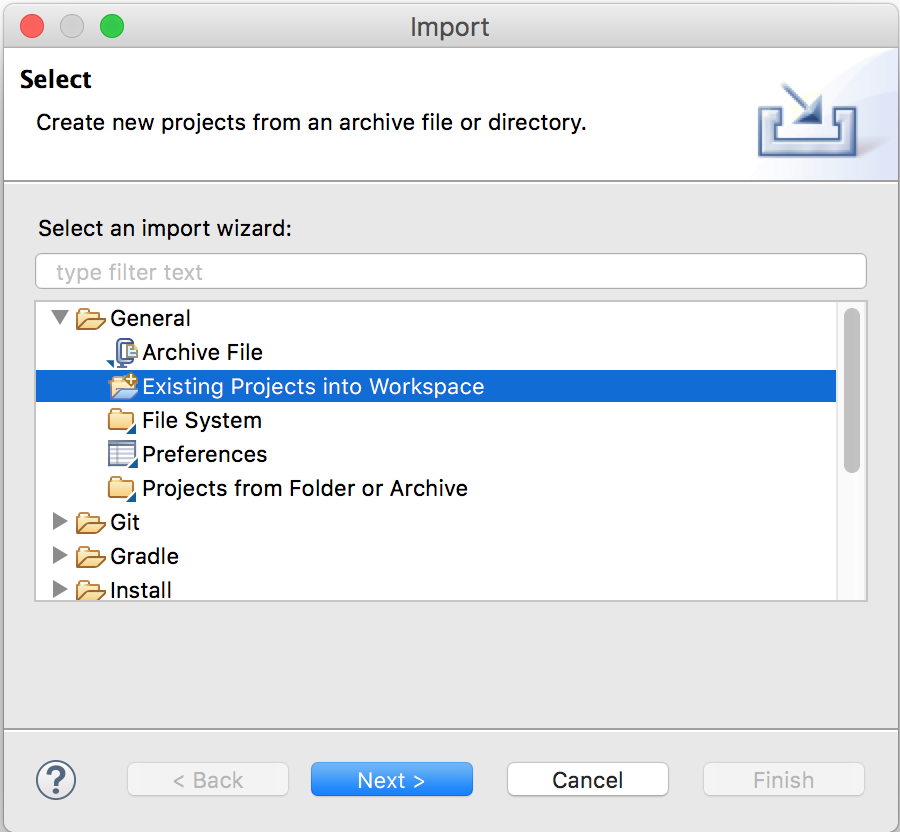 Import
Select
Create new projects from an archive file or directory.
Select an import wizard:
type filter text
General
Archive File
Existing Projects into Workspace
File System
Preferences
Projects from Folder or Archive
Git
Gradle
Install
?
< Back
Next >
Cancel
Finish